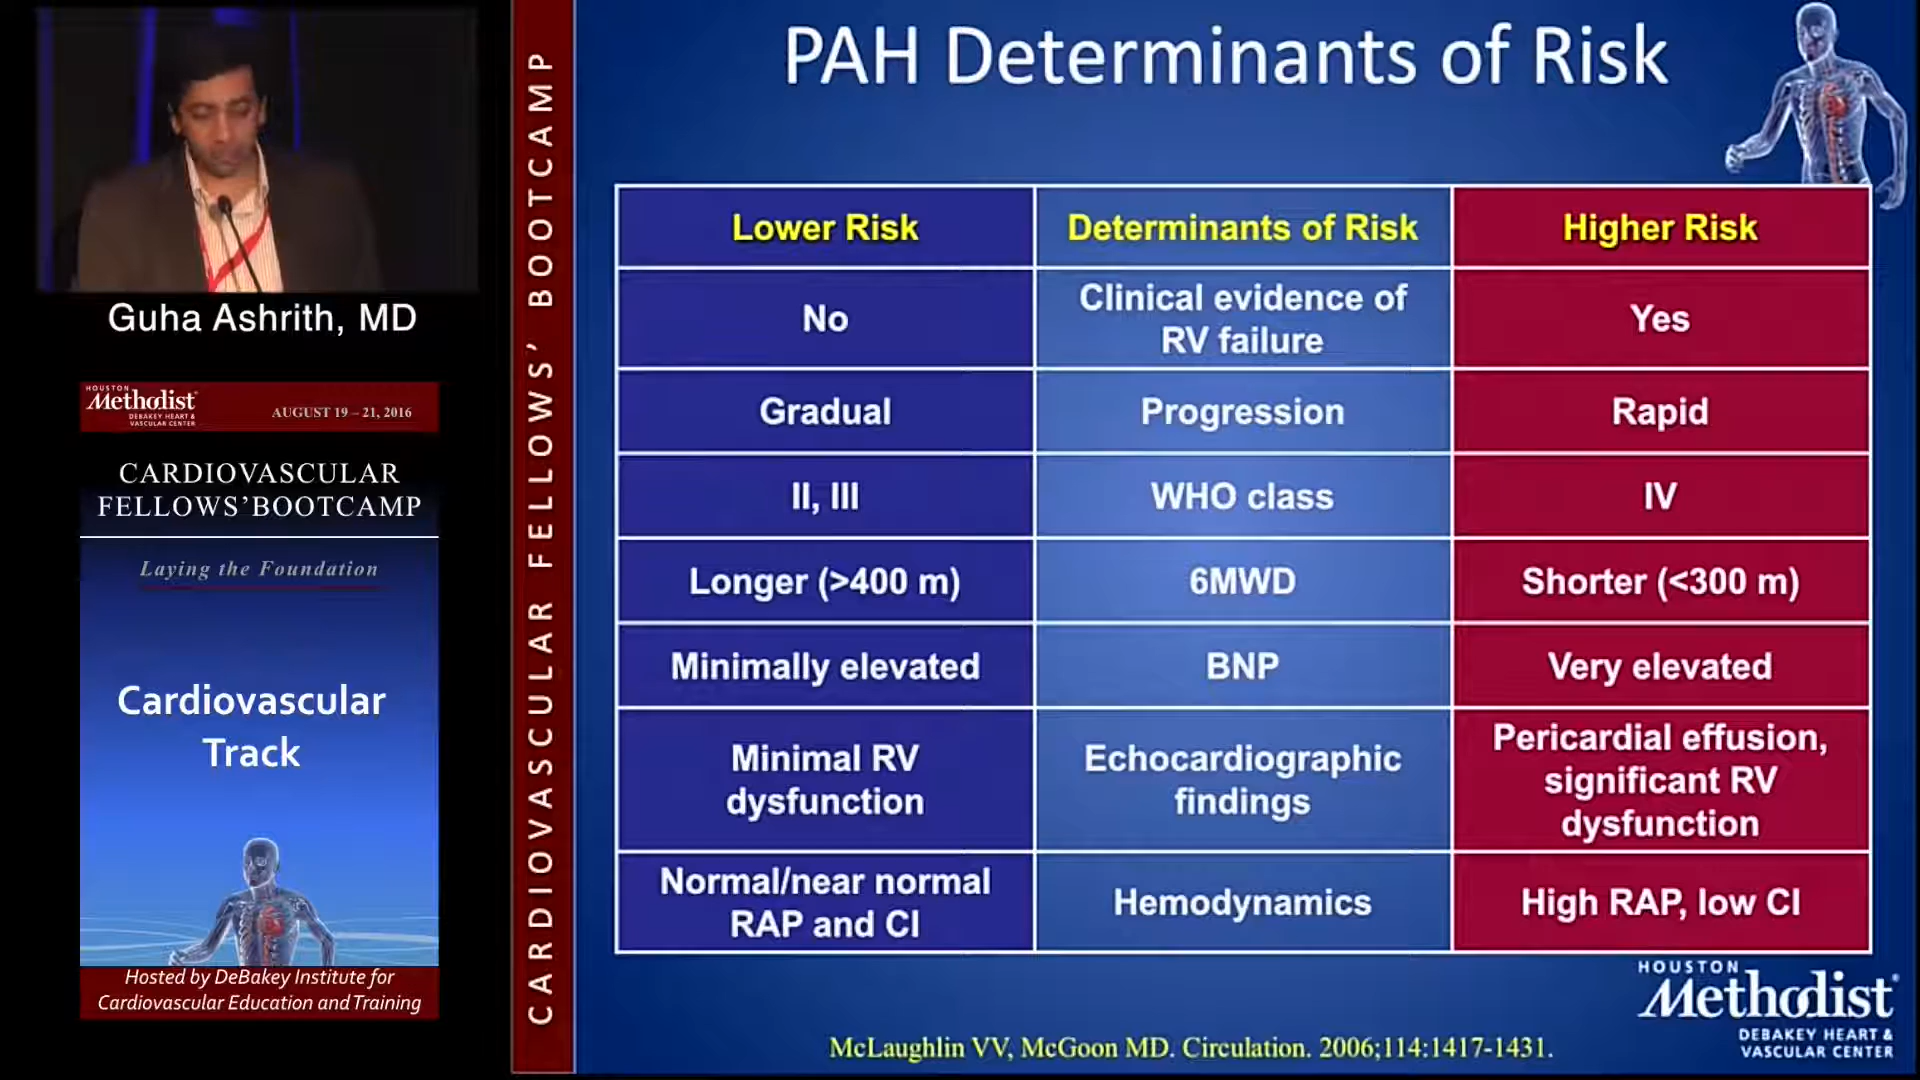 Guha Ashrith, MD
HOUSTON
Methodist
DEBAKEY HEART &
VASCULAR CENTER
AUGUST 19 – 21, 2016
CARDIOVASCULAR
FELLOWS’BOOTCAMP
Laying the Foundation
Cardiovascular
Track
Hosted by DeBakey Institute for
Cardiovascular Education and Training
CARDIOVASCULAR FELLOWS’ BOOTCAMP
PAH Determinants of Risk
Lower Risk
Determinants of Risk
Higher Risk
No
Clinical evidence of
RV failure
Yes
Gradual
Progression
Rapid
II, III
WHO class
IV
Longer (>400 m)
6MWD
Shorter (<300 m)
Minimally elevated
BNP
Very elevated
Minimal RV
dysfunction
Echocardiographic
findings
Pericardial effusion,
significant RV
dysfunction
Normal/near normal
RAP and CI
Hemodynamics
High RAP, low CI
McLaughlin VV, McGoon MD. Circulation. 2006;114:1417-1431.
HOUSTON
Methodist
DEBAKEY HEART &
VASCULAR CENTER